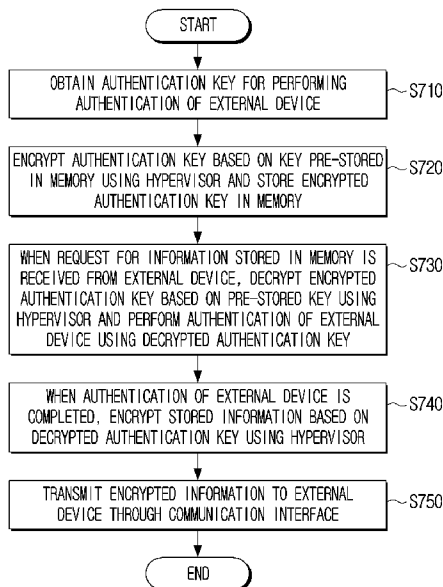 START
OBTAIN AUTHENTICATION KEY FOR PERFORMING
AUTHENTICATION OF EXTERNAL DEVICE
S710
ENCRYPT AUTHENTICATION KEY BASED ON KEY PRE-STORED
IN MEMORY USING HYPERVISOR AND STORE ENCRYPTED
AUTHENTICATION KEY IN MEMORY
S720
WHEN REQUEST FOR INFORMATION STORED IN MEMORY IS
RECEIVED FROM EXTERNAL DEVICE, DECRYPT ENCRYPTED
AUTHENTICATION KEY BASED ON PRE-STORED KEY USING
HYPERVISOR AND PERFORM AUTHENTICATION OF EXTERNAL
DEVICE USING DECRYPTED AUTHENTICATION KEY
S730
WHEN AUTHENTICATION OF EXTERNAL DEVICE IS
COMPLETED, ENCRYPT STORED INFORMATION BASED ON
DECRYPTED AUTHENTICATION KEY USING HYPERVISOR
S740
TRANSMIT ENCRYPTED INFORMATION TO EXTERNAL
DEVICE THROUGH COMMUNICATION INTERFACE
S750
END